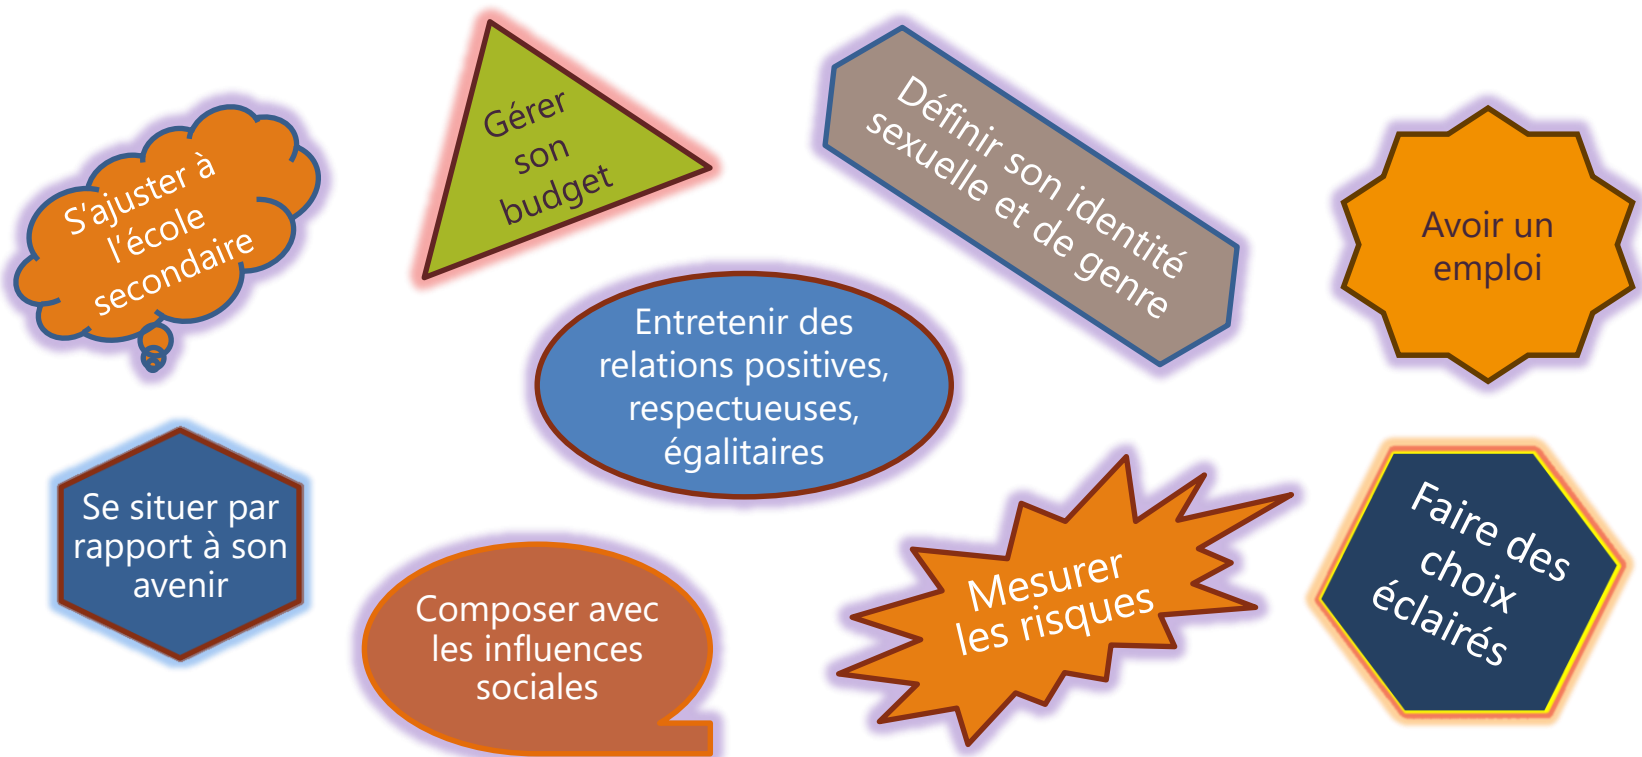 S'ajuster à
l'école
secondaire
Gérer
son
budget
Définir son identité
sexuelle et de genre
Avoir un
emploi
Entretenir des
relations positives,
respectueuses,
égalitaires
Se situer par
rapport à son
avenir
Composer avec
les influences
sociales
Mesurer
les risques
Faire des
choix
éclairés